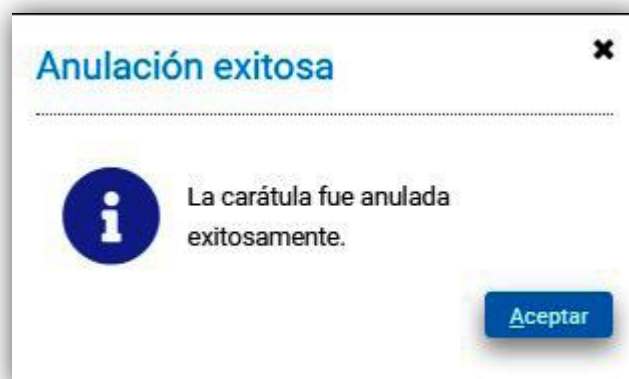 Anulación exitosa
La carátula fue anulada
exitosamente.
Aceptar